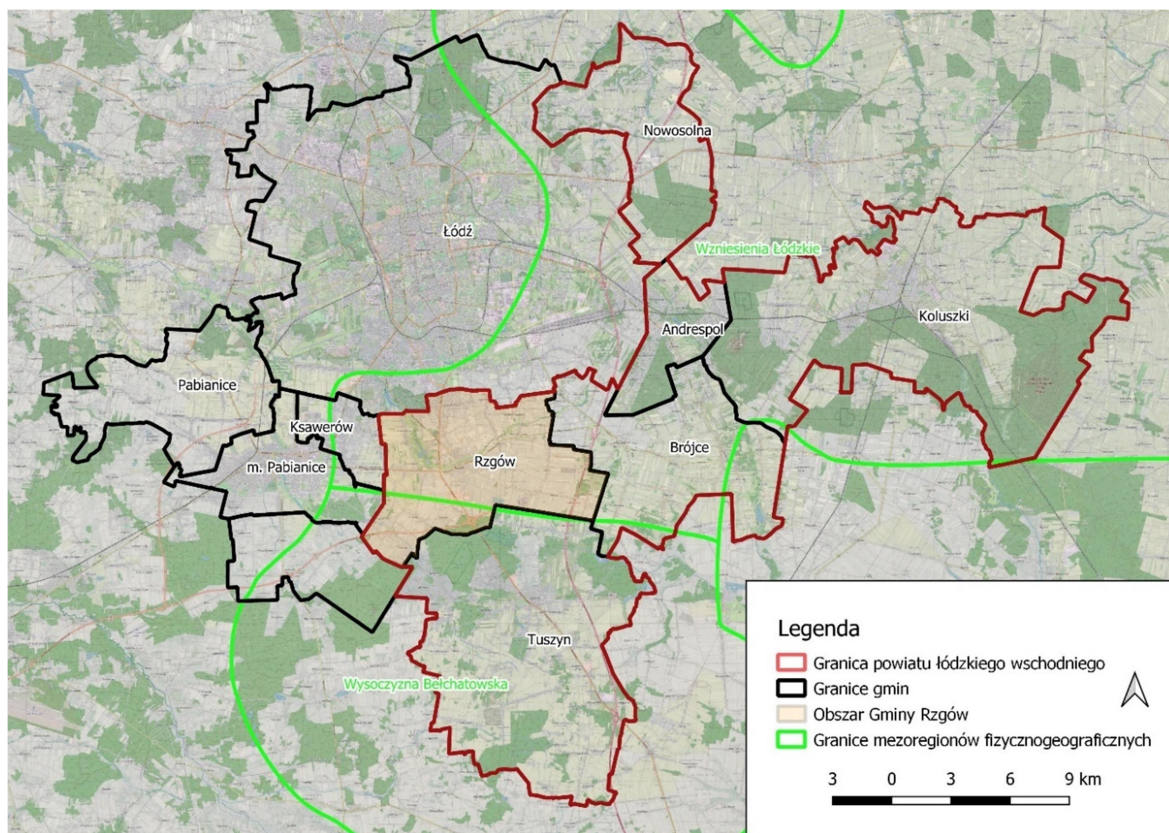 Nowosolna
Łódź
Wzniesienia Łódzkie
Koluszki
Andrespol
Pabianice
Ksawerów
Brójce
Rzgów
m. Pabianice
Tuszyn
Wysoczyzna Bełchatowska
Legenda
Granica powiatu łódzkiego wschodniego
Granice gmin
Obszar Gminy Rzgów
Granice mezoregionów fizycznogeograficznych
3 0 3 6 9 km